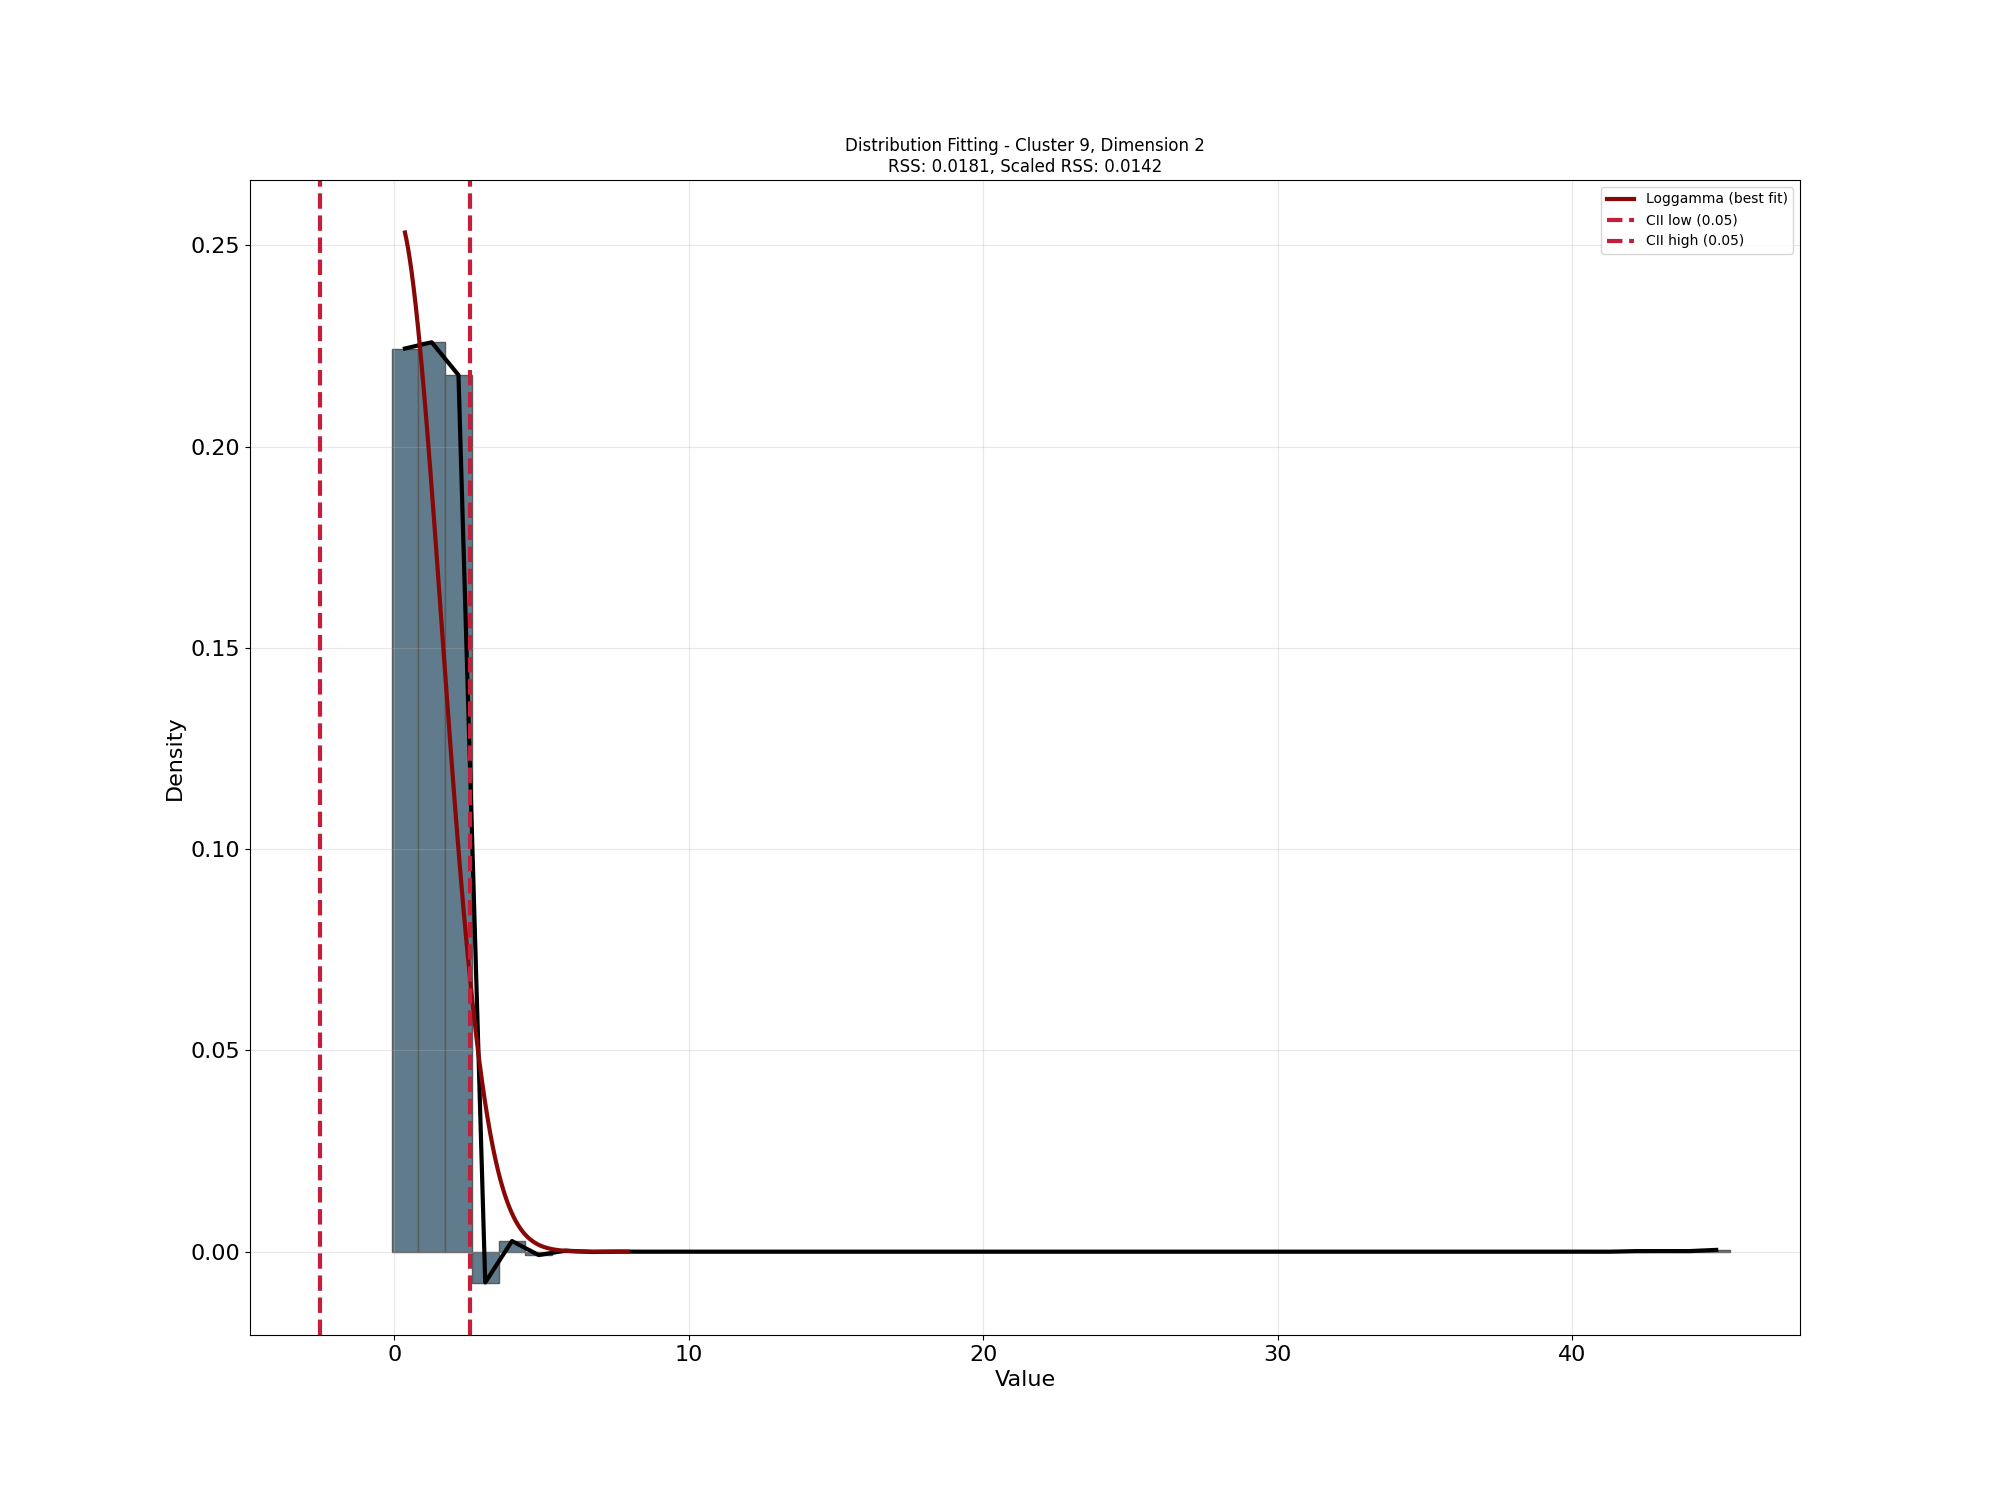 Distribution Fitting - Cluster 9, Dimension 2
RSS: 0.0181, Scaled RSS: 0.0142
Loggamma (best fit)
CII low (0.05)
CII high (0.05)
0.25
0.20
0.15
0.10
0.05
0.00
Density
0 10 20 30 40
Value